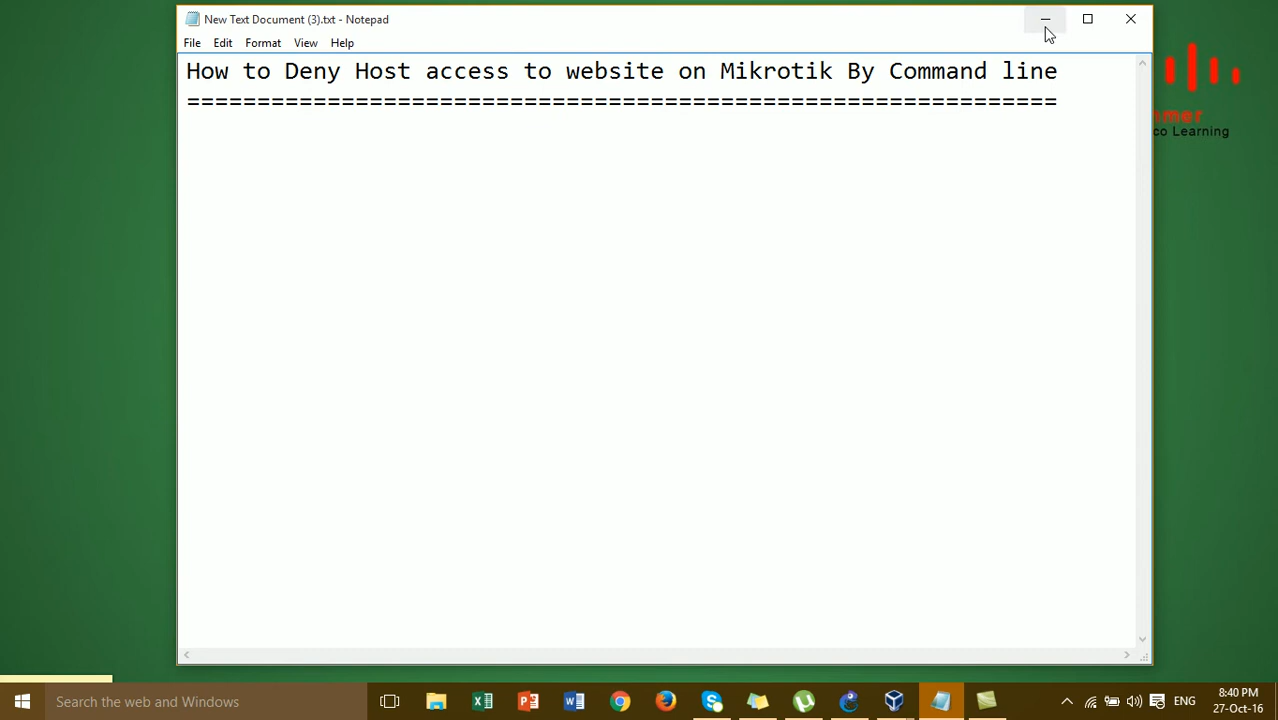 New Text Document (3).txt - Notepad
File Edit Format View Help
How to Deny Host access to website on Mikrotik By Command line
==============================================================
mmer
co Learning
Search the web and Windows
ENG
8:40 PM
27-Oct-16